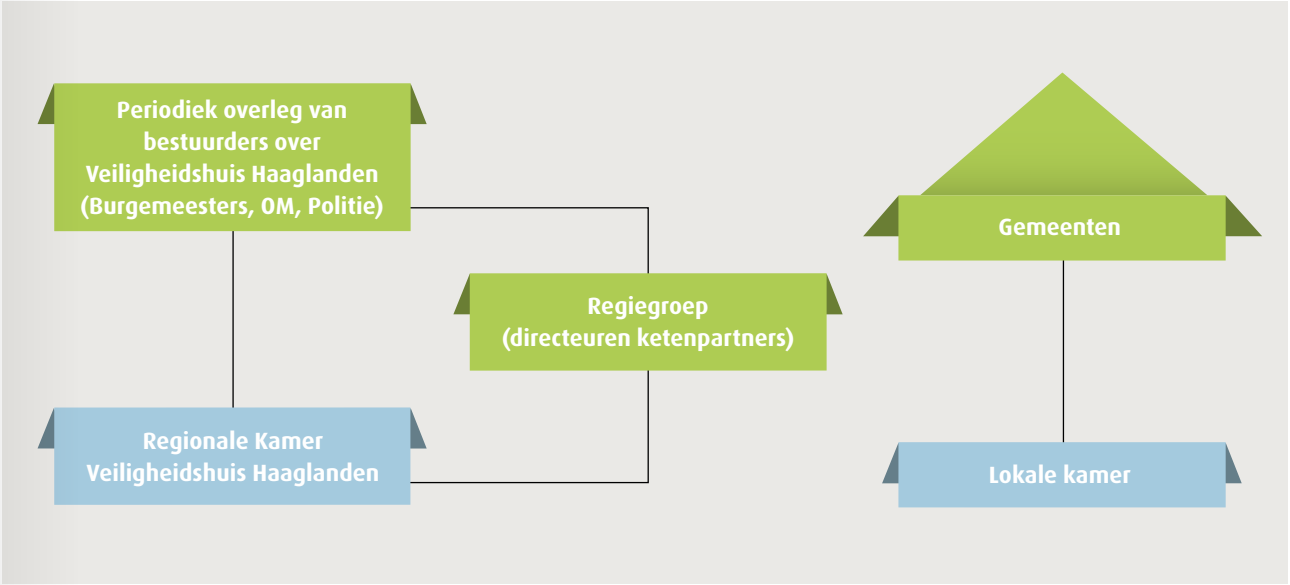 Periodiek overleg van
bestuurders over
Veiligheidshuis Haaglanden
(Burgemeesters, OM, Politie)
Regiegroep
(directeuren ketenpartners)
Regionale Kamer
Veiligheidshuis Haaglanden
Gemeenten
Lokale kamer